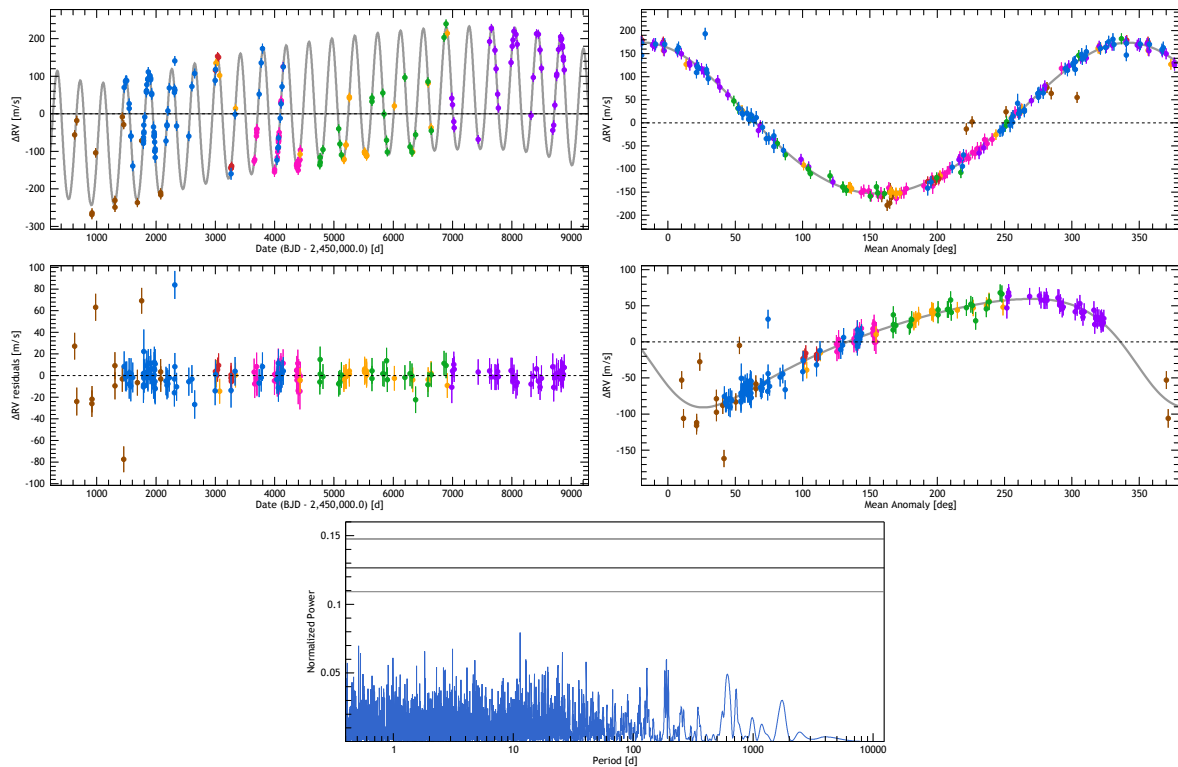 ΔRV [m/s]
200
100
0
-100
-200
-300
1000 2000 3000 4000 5000 6000 7000 8000 9000
Date (BJD - 2,450,000.0) [d]
ΔRV [m/s]
200
150
100
50
0
-50
-100
-150
-200
0 50 100 150 200 250 300 350
Mean Anomaly [deg]
ΔRV residuals [m/s]
100
80
60
40
20
0
-20
-40
-60
-80
-100
1000 2000 3000 4000 5000 6000 7000 8000 9000
Date (BJD - 2,450,000.0) [d]
ΔRV [m/s]
100
50
0
-50
-100
-150
0 50 100 150 200 250 300 350
Mean Anomaly [deg]
Normalized Power
0.15
0.1
0.05
1 10 100 1000 10000
Period [d]